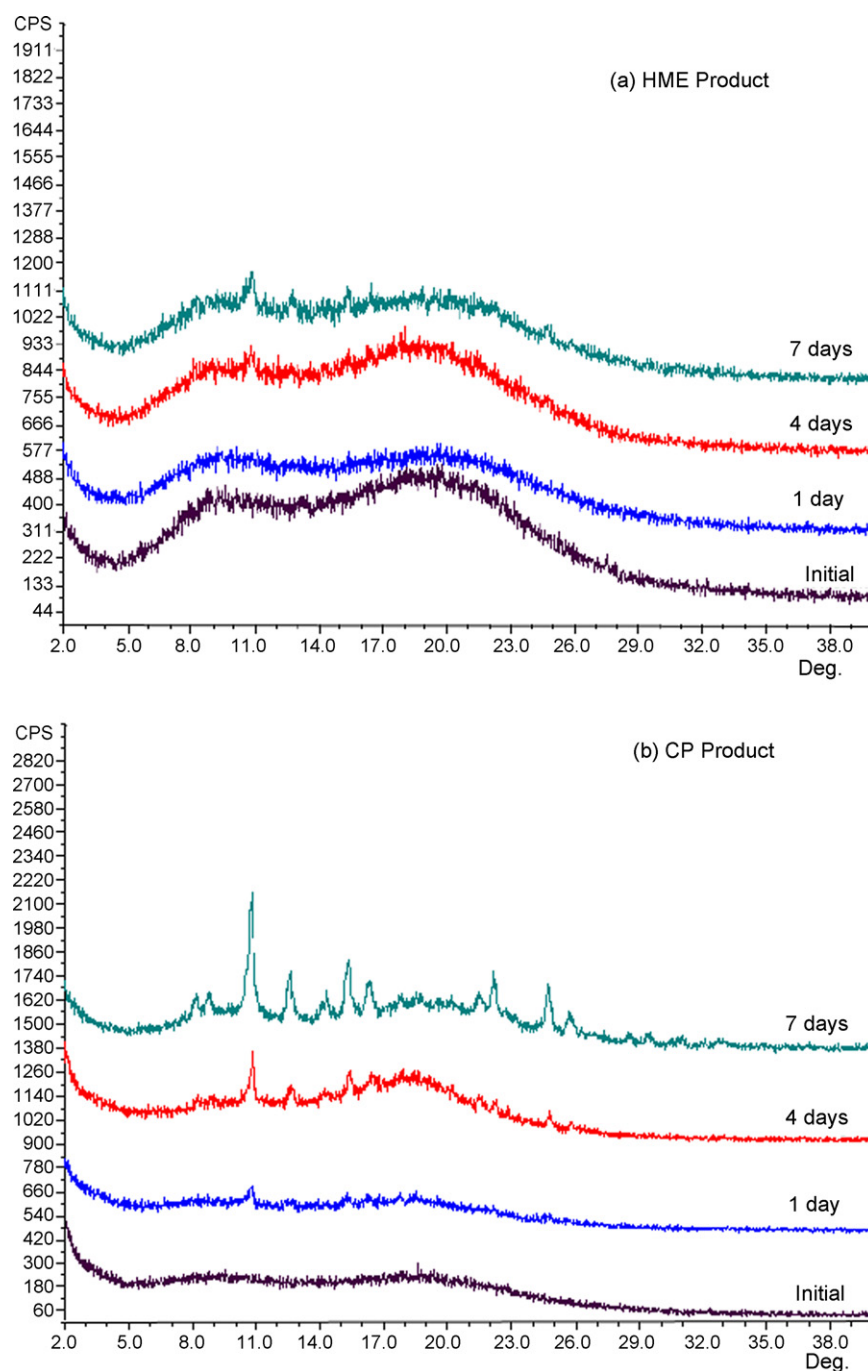 CPS
1911
1822
(a) HME Product
1733
1644
1555
1466
1377
1288
1200
1111
1022
933
7 days
844
755
4 days
666
577
488
1 day
400
311
222
Initial
133
44
2.0 5.0 8.0 11.0 14.0 17.0 20.0 23.0 26.0 29.0 32.0 35.0 38.0
Deg.
CPS
(b) CP Product
2820
2700
2580
2460
2340
2220
2100
1980
1860
1740
1620
1500
7 days
1380
1260
1140
1020
4 days
900
780
660
1 day
540
420
300
180
Initial
60
2.0 5.0 8.0 11.0 14.0 17.0 20.0 23.0 26.0 29.0 32.0 35.0 38.0
Deg.